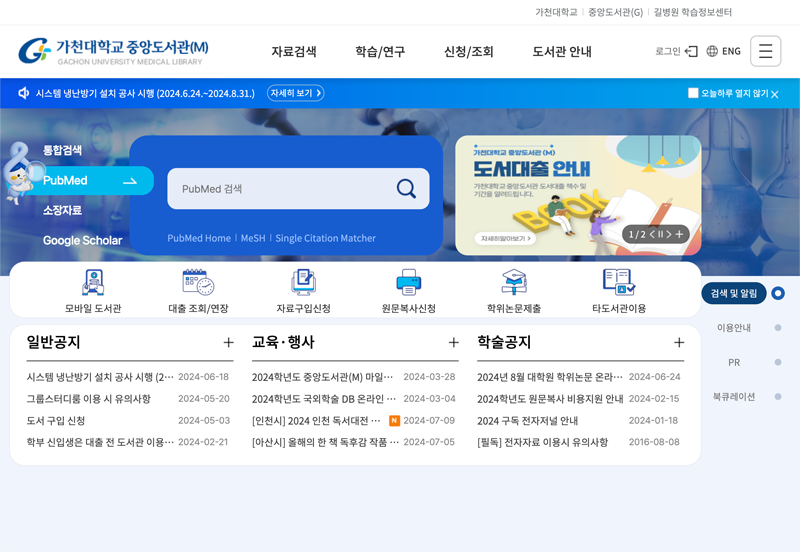 가천대학교 중앙도서관(G) 길병원 학습정보센터
가천대학교 중앙도서관(M)
GACHON UNIVERSITY MEDICAL LIBRARY
자료검색 학습/연구 신청/조회 도서관 안내
로그인 ENG
시스템 냉난방기 설치 공사 시행 (2024.6.24.~2024.8.31.) 자세히 보기
오늘하루 열지 않기
통합검색
PubMed
소장자료
Google Scholar
PubMed 검색
PubMed Home MeSH Single Citation Matcher
가천대학교 중앙도서관 (M)
도서대출 안내
가천대학교 중앙도서관 도서대출 책수 및
기간을 알려드립니다.
BOOK
자세히알아보기 >
1 / 2
모바일 도서관 대출 조회/연장 자료구입신청 원문복사신청 학위논문제출 타도서관이용
검색 및 알림
이용안내
PR
북큐레이션
일반공지
시스템 냉난방기 설치 공사 시행 (2··· 2024-06-18
그룹스터디룸 이용 시 유의사항 2024-05-20
도서 구입 신청 2024-05-03
학부 신입생은 대출 전 도서관 이용··· 2024-02-21
교육·행사
2024학년도 중앙도서관(M) 마일··· 2024-03-28
2024학년도 국외학술 DB 온라인 ··· 2024-03-04
[인천시] 2024 인천 독서대전 ··· N 2024-07-09
[아산시] 올해의 한 책 독후감 작품 ··· 2024-07-05
학술공지
2024년 8월 대학원 학위논문 온라··· 2024-06-24
2024학년도 원문복사 비용지원 안내 2024-02-15
2024 구독 전자저널 안내 2024-01-18
[필독] 전자자료 이용시 유의사항 2016-08-08